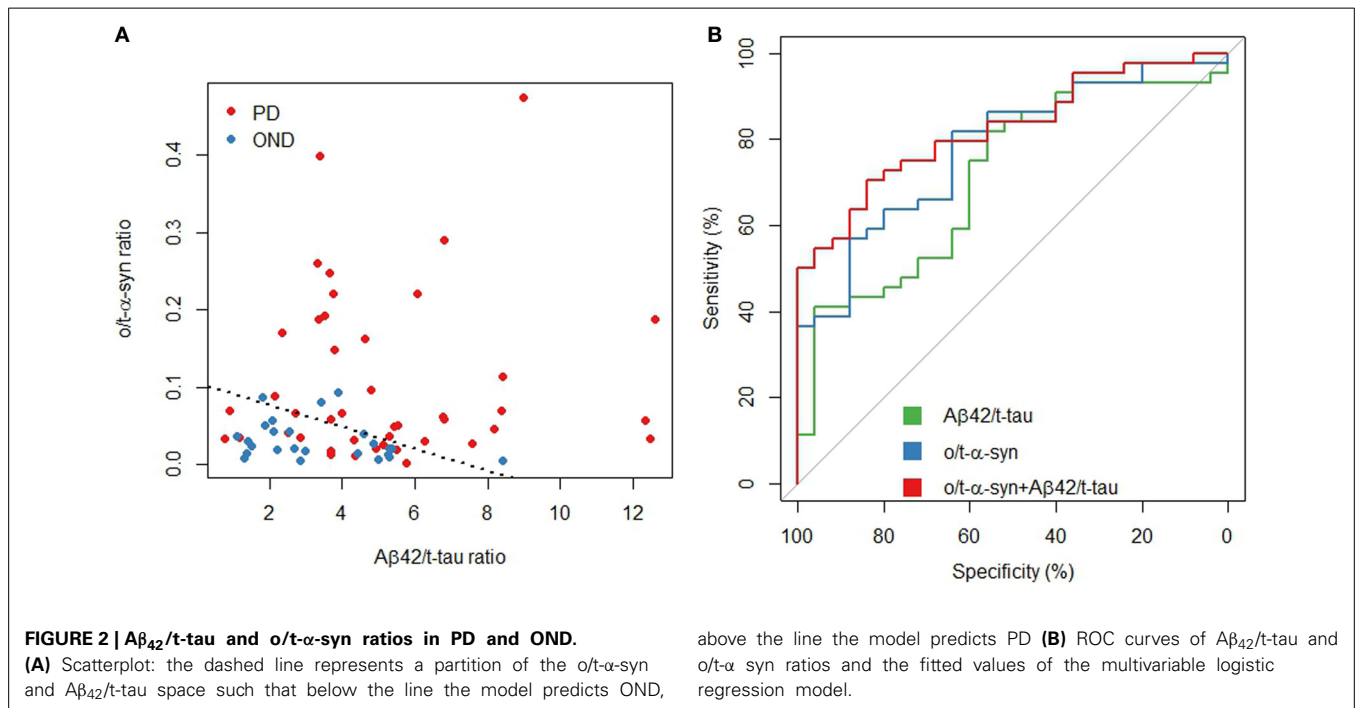 A
PD
OND
0.4
0.3
0.2
0.1
0.0
o/t-α-syn ratio
2 4 6 8 10 12
Aβ42/t-tau ratio
B
100
80
60
40
20
0
Sensitivity (%)
Aβ42/t-tau
o/t-α-syn
o/t-α-syn+Aβ42/t-tau
100 80 60 40 20 0
Specificity (%)
FIGURE 2 | Aβ₄₂/t-tau and o/t-α-syn ratios in PD and OND.
(A) Scatterplot: the dashed line represents a partition of the o/t-α-syn
and Aβ₄₂/t-tau space such that below the line the model predicts OND,
above the line the model predicts PD (B) ROC curves of Aβ₄₂/t-tau and
o/t-α syn ratios and the fitted values of the multivariable logistic
regression model.